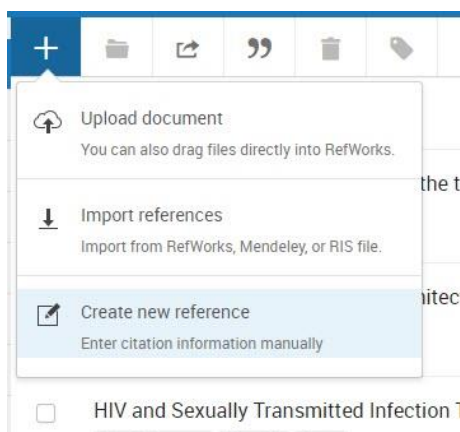 Upload document
You can also drag files directly into RefWorks.
the t
Import references
Import from RefWorks, Mendeley, or RIS file.
hitec
Create new reference
Enter citation information manually
HIV and Sexually Transmitted Infection T